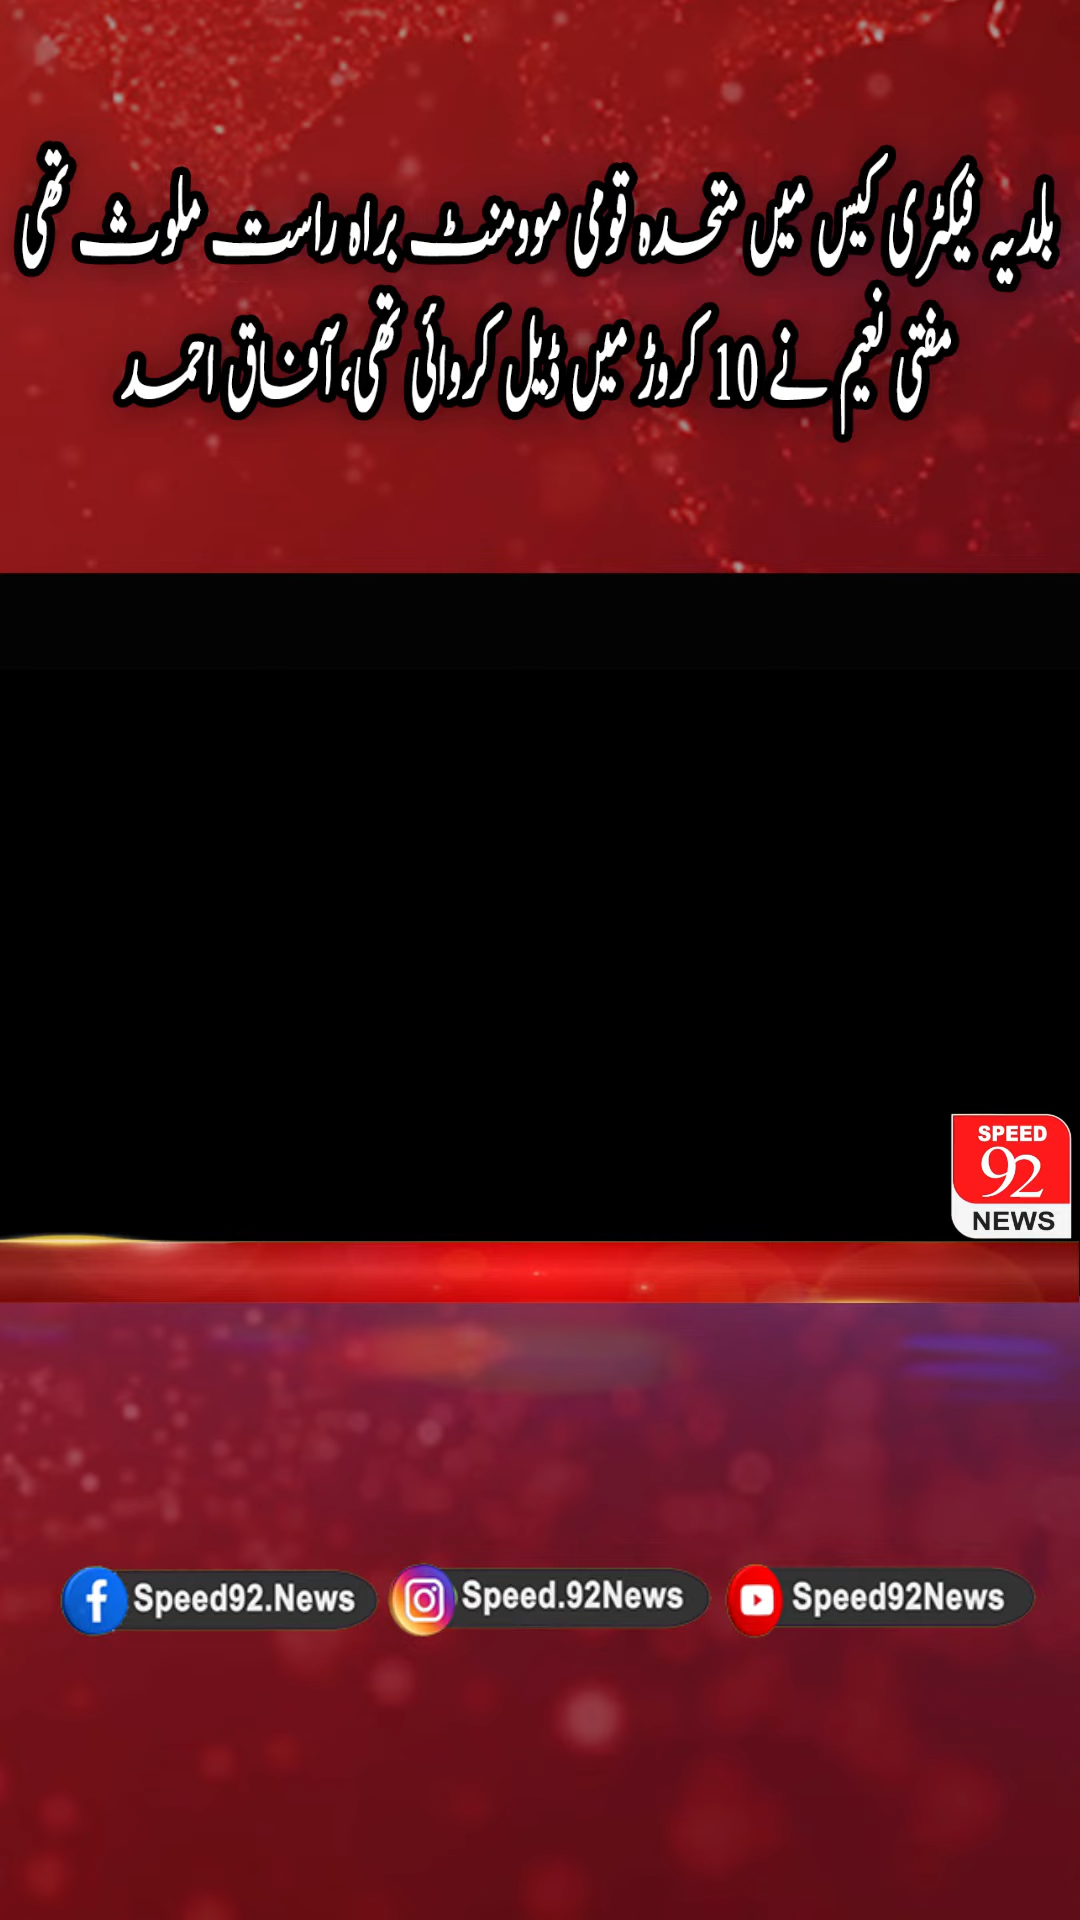 بلدیہ فیکٹری کیس میں متحدہ قومی موومنٹ براہ راست ملوث تھی
مفتی نعیم نے 10 کروڑ میں ڈیل کروائی تھی، آفاق احمد
SPEED
92
NEWS
Speed92.News
Speed.92News
Speed92News